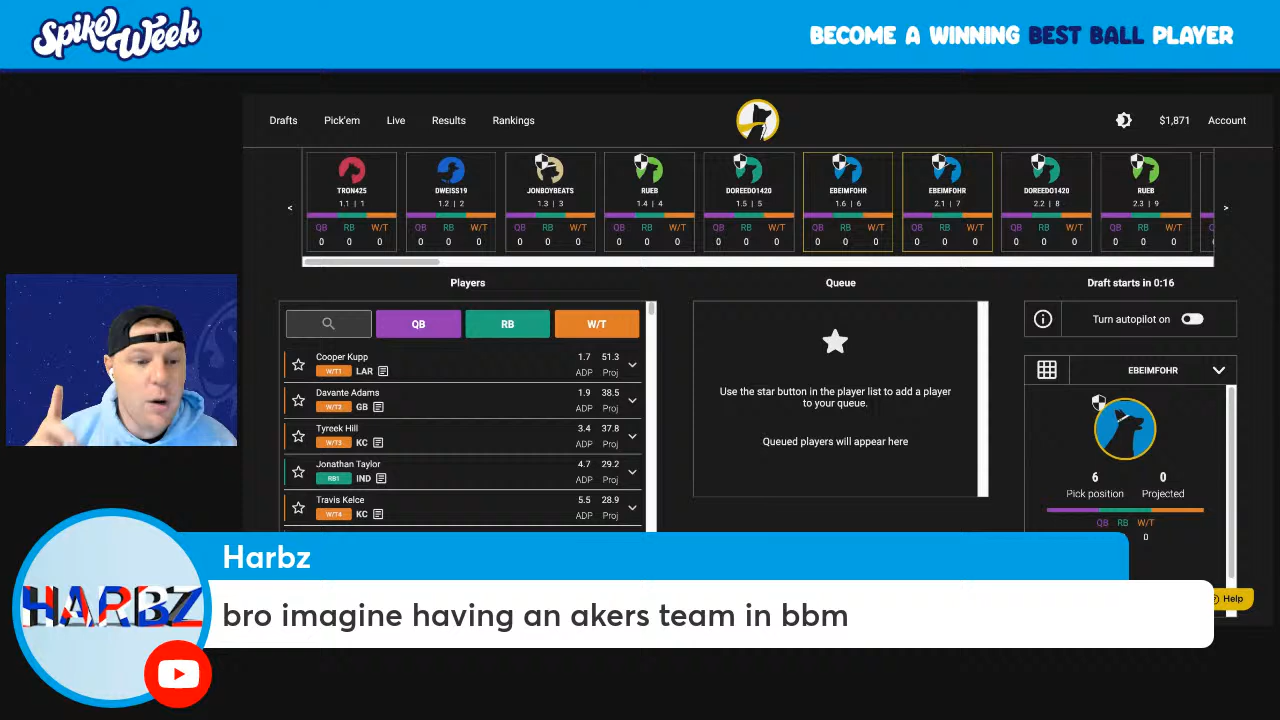 Spike Week
BECOME A WINNING BEST BALL PLAYER
Drafts Pick'em Live Results Rankings
$1,871 Account
<
TRON425
1.1 | 1
QB RB W/T
0 0 0
DWEISS19
1.2 | 2
QB RB W/T
0 0 0
JONBOYBEATS
1.3 | 3
QB RB W/T
0 0 0
RUEB
1.4 | 4
QB RB W/T
0 0 0
DOREEDO1420
1.5 | 5
QB RB W/T
0 0 0
EBEIMFOHR
1.6 | 6
QB RB W/T
0 0 0
EBEIMFOHR
2.1 | 7
QB RB W/T
0 0 0
DOREEDO1420
2.2 | 8
QB RB W/T
0 0 0
RUEB
2.3 | 9
QB RB W/T
0 0 0
>
Players
QB RB W/T
Cooper Kupp 1.7 51.3
W/T1 LAR ADP Proj
Davante Adams 1.9 38.5
W/T2 GB ADP Proj
Tyreek Hill 3.4 37.8
W/T3 KC ADP Proj
Jonathan Taylor 4.7 29.2
RB1 IND ADP Proj
Travis Kelce 5.5 28.9
W/T4 KC ADP Proj
Queue
Use the star button in the player list to add a player
to your queue.
Queued players will appear here
Draft starts in 0:16
Turn autopilot on
EBEIMFOHR
6 0
Pick position Projected
QB RB W/T
0
Help
HARBZ
Harbz
bro imagine having an akers team in bbm